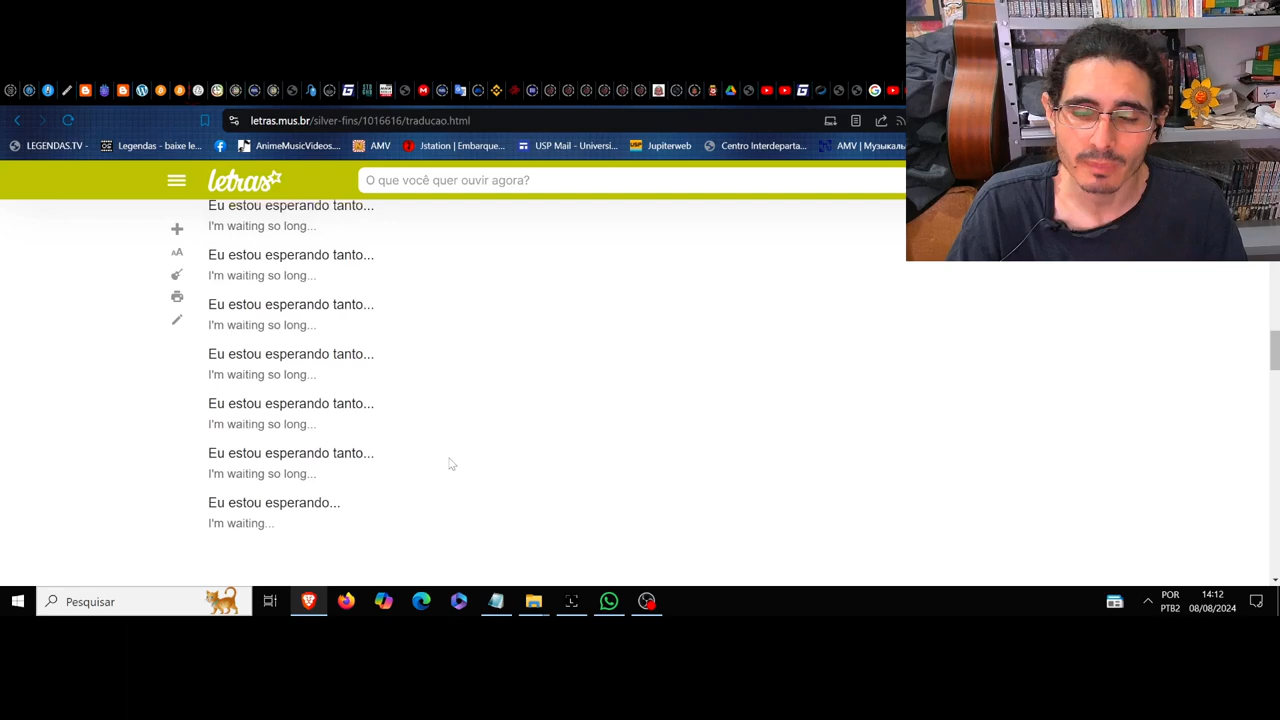 letras.mus.br/silver-fins/1016616/traducao.html
LEGENDAS.TV - Legendas - baixe le... AnimeMusicVideos.... AMV Jstation | Embarque... USP Mail - Universi... Jupiterweb Centro Interdeparta... AMV | Музыкаль
letras
O que você quer ouvir agora?
Eu estou esperando tanto...
I'm waiting so long...
AA
Eu estou esperando tanto...
I'm waiting so long...
Eu estou esperando tanto...
I'm waiting so long...
Eu estou esperando tanto...
I'm waiting so long...
Eu estou esperando tanto...
I'm waiting so long...
Eu estou esperando tanto...
I'm waiting so long...
Eu estou esperando...
I'm waiting...
Pesquisar
POR
PTB2
14:12
08/08/2024